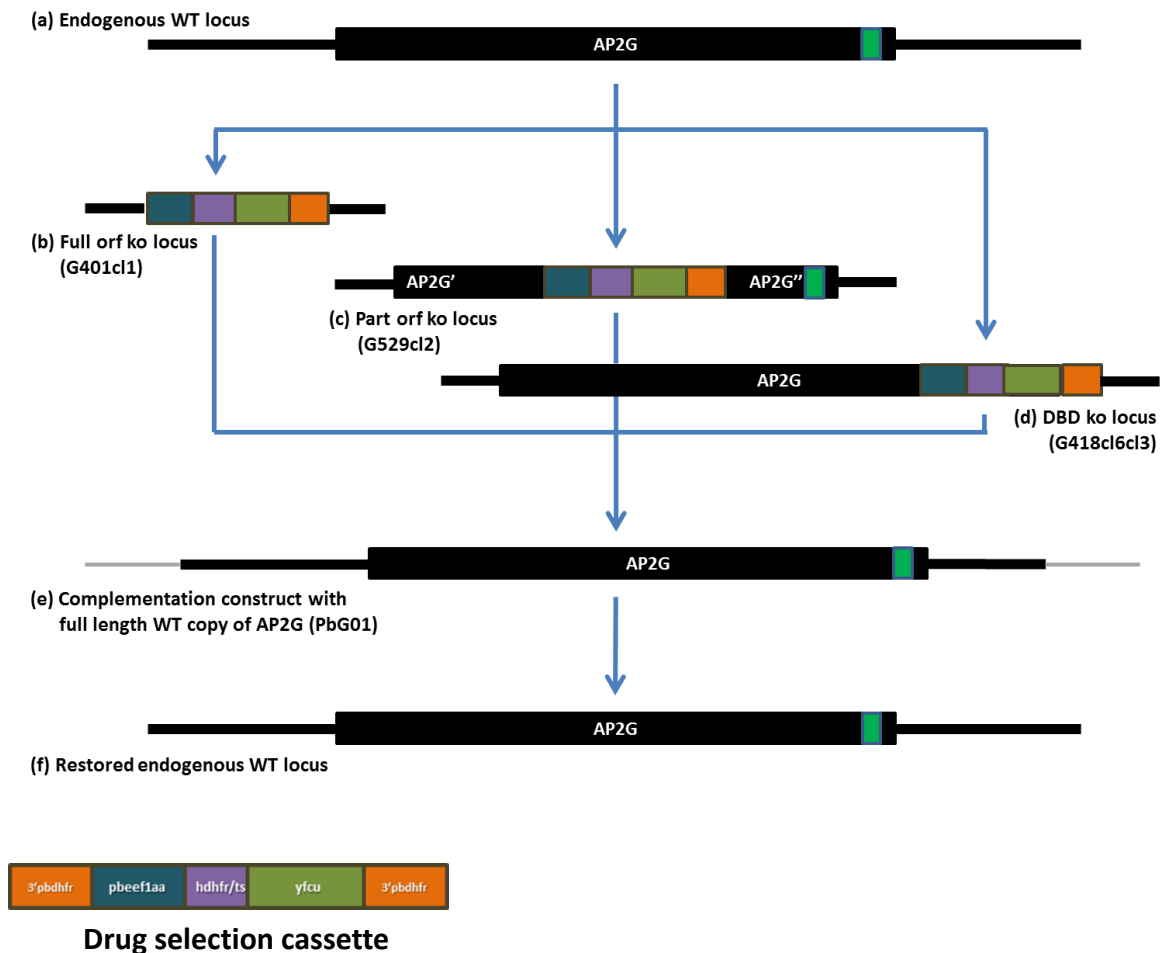 (a) Endogenous WT locus
AP2G
(b) Full orf ko locus
(G401cl1)
AP2G’
AP2G’’
(c) Part orf ko locus
(G529cl2)
AP2G
(d) DBD ko locus
(G418cl6cl3)
AP2G
(e) Complementation construct with
full length WT copy of AP2G (PbG01)
AP2G
(f) Restored endogenous WT locus
3’pbdhfr
pbeef1aa
hdhfr/ts
yfcu
3’pbdhfr
Drug selection cassette